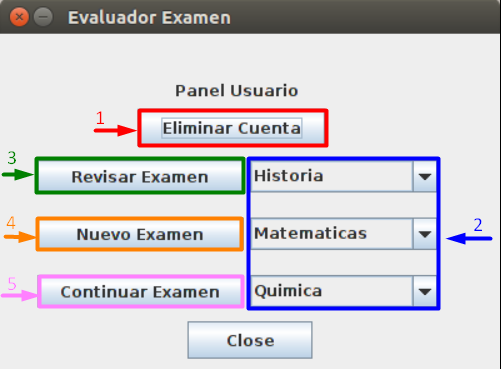 Evaluador Examen
Panel Usuario
1
Eliminar Cuenta
3
Revisar Examen Historia
4
Nuevo Examen Matematicas 2
5
Continuar Examen Quimica
Close